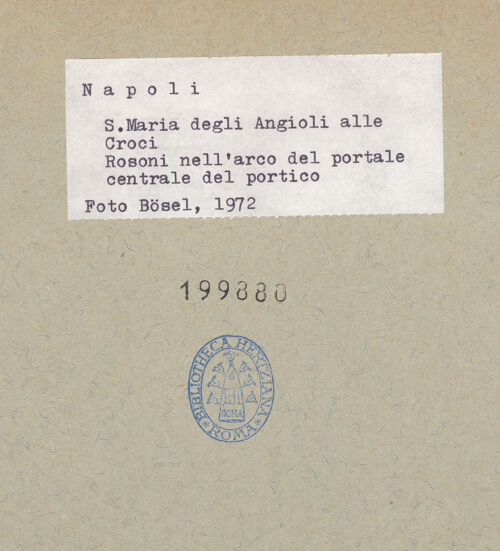 Napoli
S.Maria degli Angioli alle
Croci
Rosoni nell'arco del portale
centrale del portico
Foto Bösel, 1972
199880
BIBLIOTHECA HERTZIANA
ROMA
ROMA